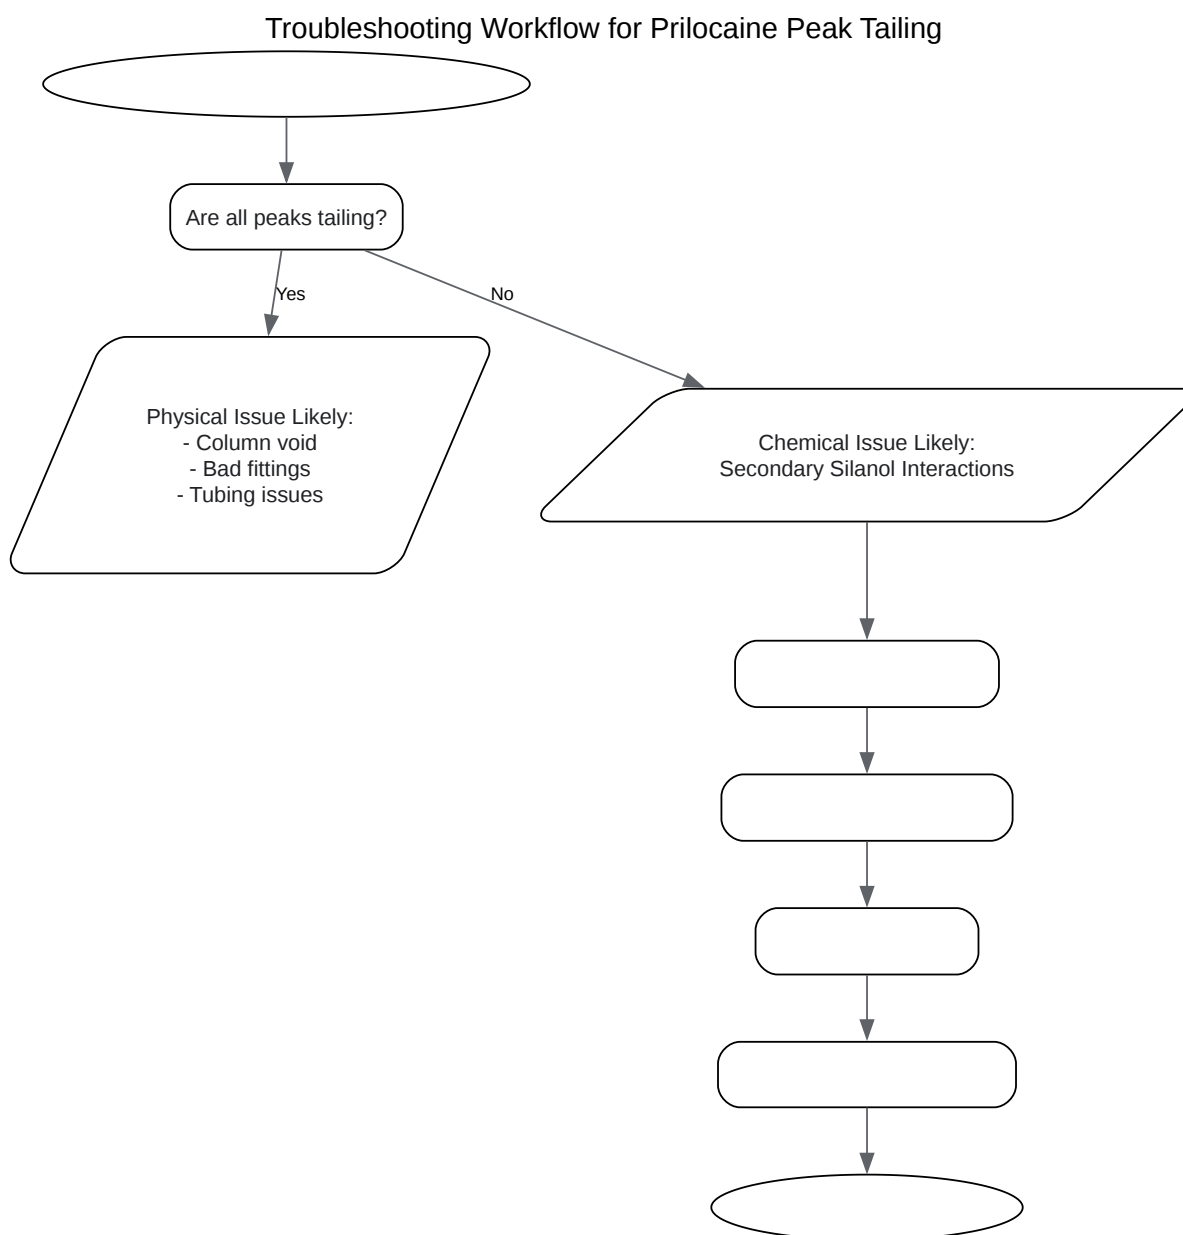 Troubleshooting Workflow for Prilocaine Peak Tailing
Are all peaks tailing?
Yes
No
Physical Issue Likely:
- Column void
- Bad fittings
- Tubing issues
Chemical Issue Likely:
Secondary Silanol Interactions